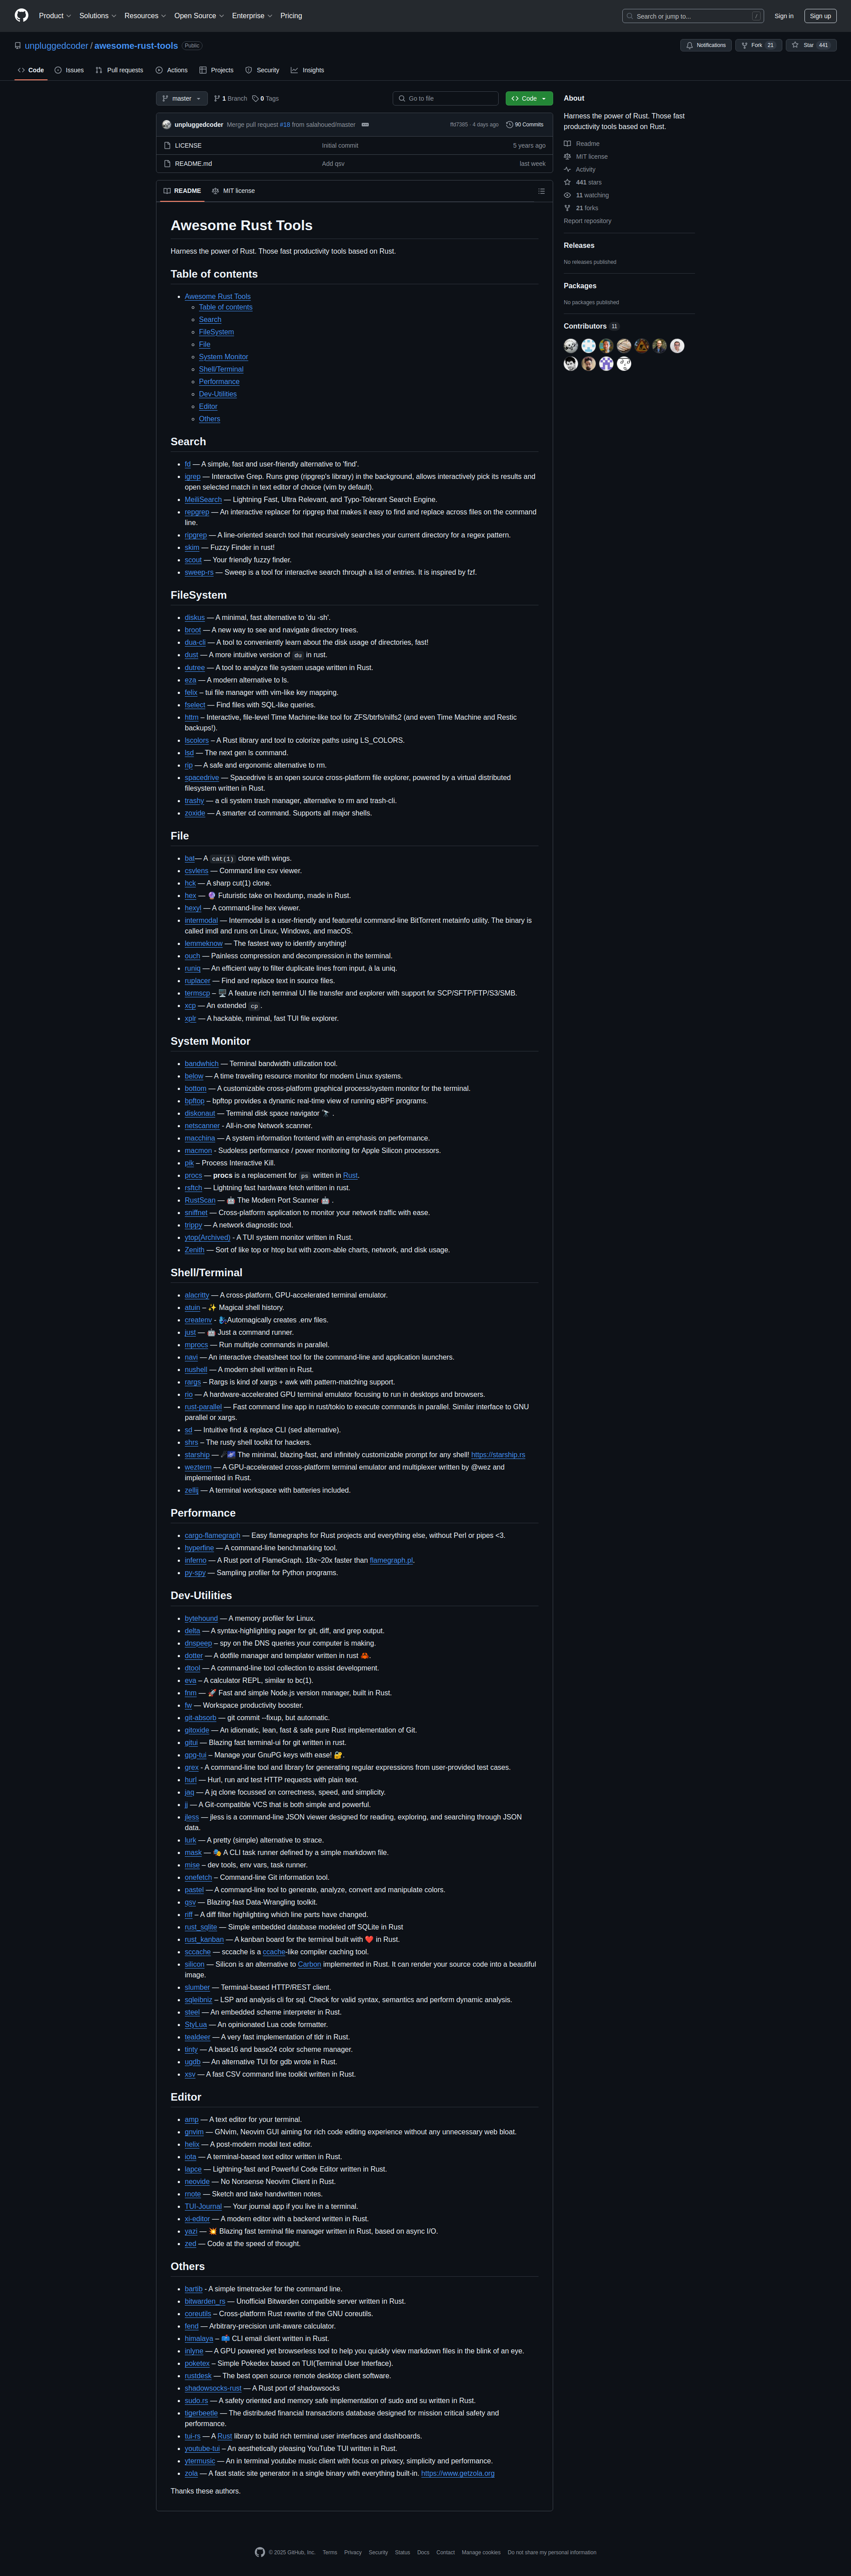 Product
Solutions
Resources
Open Source
Enterprise
Pricing
Search or jump to...
/
Sign in
Sign up
unpluggedcoder / awesome-rust-tools
Public
Notifications
Fork 21
Star 441
Code
Issues
Pull requests
Actions
Projects
Security
Insights
master
1 Branch
0 Tags
Go to file
Code
unpluggedcoder Merge pull request #18 from salahoued/master
ffd7385 · 4 days ago
90 Commits
LICENSE
Initial commit
5 years ago
README.md
Add qsv
last week
README
MIT license
Awesome Rust Tools
Harness the power of Rust. Those fast productivity tools based on Rust.
Table of contents
Awesome Rust Tools
Table of contents
Search
FileSystem
File
System Monitor
Shell/Terminal
Performance
Dev-Utilities
Editor
Others
Search
fd — A simple, fast and user-friendly alternative to 'find'.
igrep — Interactive Grep. Runs grep (ripgrep's library) in the background, allows interactively pick its results and
open selected match in text editor of choice (vim by default).
MeiliSearch — Lightning Fast, Ultra Relevant, and Typo-Tolerant Search Engine.
repgrep — An interactive replacer for ripgrep that makes it easy to find and replace across files on the command
line.
ripgrep — A line-oriented search tool that recursively searches your current directory for a regex pattern.
skim — Fuzzy Finder in rust!
scout — Your friendly fuzzy finder.
sweep-rs — Sweep is a tool for interactive search through a list of entries. It is inspired by fzf.
FileSystem
diskus — A minimal, fast alternative to 'du -sh'.
broot — A new way to see and navigate directory trees.
dua-cli — A tool to conveniently learn about the disk usage of directories, fast!
dust — A more intuitive version of du in rust.
dutree — A tool to analyze file system usage written in Rust.
eza — A modern alternative to ls.
felix – tui file manager with vim-like key mapping.
fselect — Find files with SQL-like queries.
httm – Interactive, file-level Time Machine-like tool for ZFS/btrfs/nilfs2 (and even Time Machine and Restic
backups!).
lscolors – A Rust library and tool to colorize paths using LS_COLORS.
lsd — The next gen ls command.
rip — A safe and ergonomic alternative to rm.
spacedrive — Spacedrive is an open source cross-platform file explorer, powered by a virtual distributed
filesystem written in Rust.
trashy — a cli system trash manager, alternative to rm and trash-cli.
zoxide — A smarter cd command. Supports all major shells.
File
bat— A cat(1) clone with wings.
csvlens — Command line csv viewer.
hck — A sharp cut(1) clone.
hex — 🔮 Futuristic take on hexdump, made in Rust.
hexyl — A command-line hex viewer.
intermodal — Intermodal is a user-friendly and featureful command-line BitTorrent metainfo utility. The binary is
called imdl and runs on Linux, Windows, and macOS.
lemmeknow — The fastest way to identify anything!
ouch — Painless compression and decompression in the terminal.
runiq — An efficient way to filter duplicate lines from input, à la uniq.
ruplacer — Find and replace text in source files.
termscp – 🖥️ A feature rich terminal UI file transfer and explorer with support for SCP/SFTP/FTP/S3/SMB.
xcp — An extended cp.
xplr — A hackable, minimal, fast TUI file explorer.
System Monitor
bandwhich — Terminal bandwidth utilization tool.
below — A time traveling resource monitor for modern Linux systems.
bottom — A customizable cross-platform graphical process/system monitor for the terminal.
bpftop – bpftop provides a dynamic real-time view of running eBPF programs.
diskonaut — Terminal disk space navigator 🔭 .
netscanner - All-in-one Network scanner.
macchina — A system information frontend with an emphasis on performance.
macmon - Sudoless performance / power monitoring for Apple Silicon processors.
pik – Process Interactive Kill.
procs — procs is a replacement for ps written in Rust.
rsftch — Lightning fast hardware fetch written in rust.
RustScan — 🤖 The Modern Port Scanner 🤖 .
sniffnet — Cross-platform application to monitor your network traffic with ease.
trippy — A network diagnostic tool.
ytop(Archived) - A TUI system monitor written in Rust.
Zenith — Sort of like top or htop but with zoom-able charts, network, and disk usage.
Shell/Terminal
alacritty — A cross-platform, GPU-accelerated terminal emulator.
atuin – ✨ Magical shell history.
createnv - 🧞Automagically creates .env files.
just — 🤖 Just a command runner.
mprocs — Run multiple commands in parallel.
navi — An interactive cheatsheet tool for the command-line and application launchers.
nushell — A modern shell written in Rust.
rargs – Rargs is kind of xargs + awk with pattern-matching support.
rio — A hardware-accelerated GPU terminal emulator focusing to run in desktops and browsers.
rust-parallel — Fast command line app in rust/tokio to execute commands in parallel. Similar interface to GNU
parallel or xargs.
sd — Intuitive find & replace CLI (sed alternative).
shrs – The rusty shell toolkit for hackers.
starship — ☄🌌 The minimal, blazing-fast, and infinitely customizable prompt for any shell! https://starship.rs
wezterm — A GPU-accelerated cross-platform terminal emulator and multiplexer written by @wez and
implemented in Rust.
zellij — A terminal workspace with batteries included.
Performance
cargo-flamegraph — Easy flamegraphs for Rust projects and everything else, without Perl or pipes <3.
hyperfine — A command-line benchmarking tool.
inferno — A Rust port of FlameGraph. 18x~20x faster than flamegraph.pl.
py-spy — Sampling profiler for Python programs.
Dev-Utilities
bytehound — A memory profiler for Linux.
delta — A syntax-highlighting pager for git, diff, and grep output.
dnspeep – spy on the DNS queries your computer is making.
dotter — A dotfile manager and templater written in rust 🦀.
dtool — A command-line tool collection to assist development.
eva – A calculator REPL, similar to bc(1).
fnm — 🚀 Fast and simple Node.js version manager, built in Rust.
fw — Workspace productivity booster.
git-absorb — git commit --fixup, but automatic.
gitoxide — An idiomatic, lean, fast & safe pure Rust implementation of Git.
gitui — Blazing fast terminal-ui for git written in rust.
gpg-tui – Manage your GnuPG keys with ease! 🔐.
grex - A command-line tool and library for generating regular expressions from user-provided test cases.
hurl — Hurl, run and test HTTP requests with plain text.
jaq — A jq clone focussed on correctness, speed, and simplicity.
jj — A Git-compatible VCS that is both simple and powerful.
jless — jless is a command-line JSON viewer designed for reading, exploring, and searching through JSON
data.
lurk — A pretty (simple) alternative to strace.
mask — 🎭 A CLI task runner defined by a simple markdown file.
mise – dev tools, env vars, task runner.
onefetch – Command-line Git information tool.
pastel — A command-line tool to generate, analyze, convert and manipulate colors.
qsv — Blazing-fast Data-Wrangling toolkit.
riff – A diff filter highlighting which line parts have changed.
rust_sqlite — Simple embedded database modeled off SQLite in Rust
rust_kanban — A kanban board for the terminal built with ❤️ in Rust.
sccache — sccache is a ccache-like compiler caching tool.
silicon — Silicon is an alternative to Carbon implemented in Rust. It can render your source code into a beautiful
image.
slumber — Terminal-based HTTP/REST client.
sqleibniz – LSP and analysis cli for sql. Check for valid syntax, semantics and perform dynamic analysis.
steel — An embedded scheme interpreter in Rust.
StyLua — An opinionated Lua code formatter.
tealdeer — A very fast implementation of tldr in Rust.
tinty — A base16 and base24 color scheme manager.
ugdb — An alternative TUI for gdb wrote in Rust.
xsv — A fast CSV command line toolkit written in Rust.
Editor
amp — A text editor for your terminal.
gnvim — GNvim, Neovim GUI aiming for rich code editing experience without any unnecessary web bloat.
helix — A post-modern modal text editor.
iota — A terminal-based text editor written in Rust.
lapce — Lightning-fast and Powerful Code Editor written in Rust.
neovide — No Nonsense Neovim Client in Rust.
rnote — Sketch and take handwritten notes.
TUI-Journal — Your journal app if you live in a terminal.
xi-editor — A modern editor with a backend written in Rust.
yazi — 💥 Blazing fast terminal file manager written in Rust, based on async I/O.
zed — Code at the speed of thought.
Others
bartib - A simple timetracker for the command line.
bitwarden_rs — Unofficial Bitwarden compatible server written in Rust.
coreutils – Cross-platform Rust rewrite of the GNU coreutils.
fend — Arbitrary-precision unit-aware calculator.
himalaya – 📫 CLI email client written in Rust.
inlyne — A GPU powered yet browserless tool to help you quickly view markdown files in the blink of an eye.
poketex – Simple Pokedex based on TUI(Terminal User Interface).
rustdesk — The best open source remote desktop client software.
shadowsocks-rust — A Rust port of shadowsocks
sudo.rs — A safety oriented and memory safe implementation of sudo and su written in Rust.
tigerbeetle — The distributed financial transactions database designed for mission critical safety and
performance.
tui-rs — A Rust library to build rich terminal user interfaces and dashboards.
youtube-tui – An aesthetically pleasing YouTube TUI written in Rust.
ytermusic — An in terminal youtube music client with focus on privacy, simplicity and performance.
zola — A fast static site generator in a single binary with everything built-in. https://www.getzola.org
Thanks these authors.
About
Harness the power of Rust. Those fast
productivity tools based on Rust.
Readme
MIT license
Activity
441 stars
11 watching
21 forks
Report repository
Releases
No releases published
Packages
No packages published
Contributors 11
© 2025 GitHub, Inc.
Terms
Privacy
Security
Status
Docs
Contact
Manage cookies
Do not share my personal information